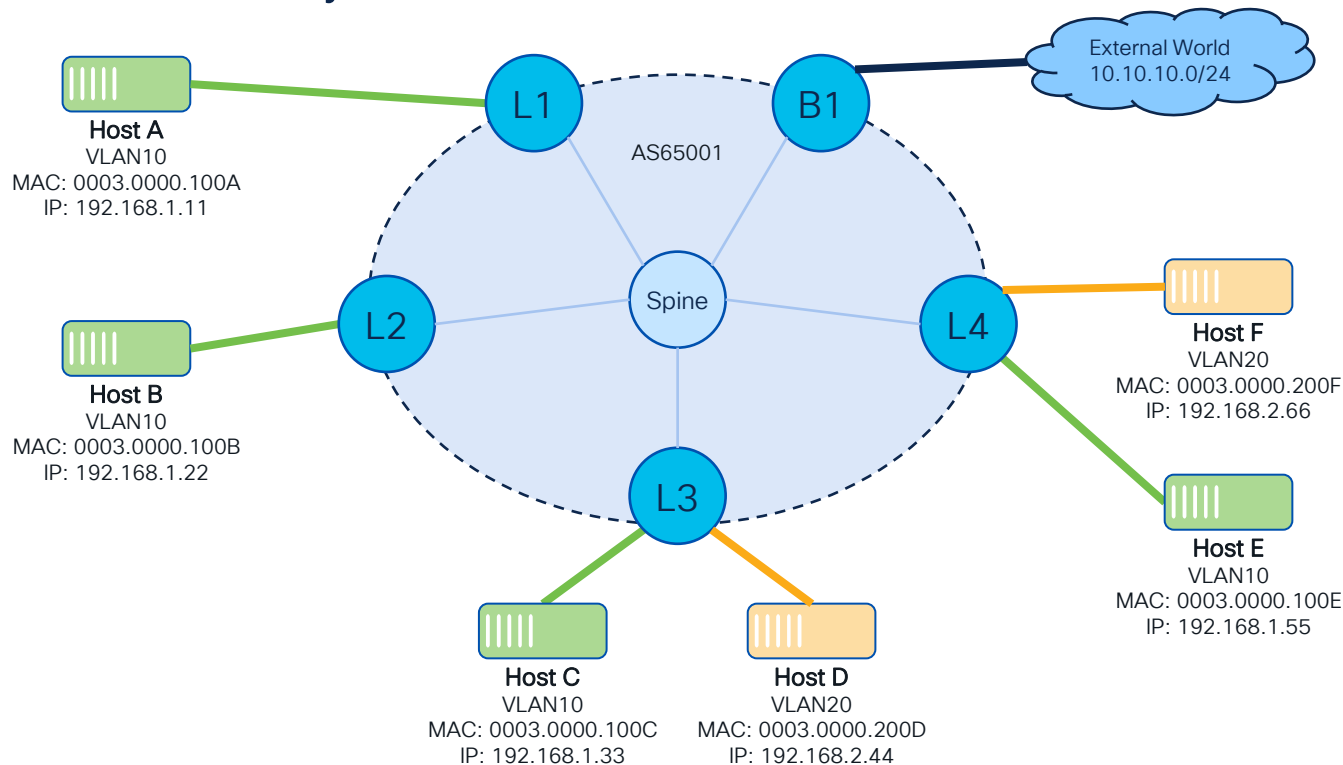 External World
10.10.10.0/24
L1
B1
AS65001
Host A
VLAN10
MAC: 0003.0000.100A
IP: 192.168.1.11
Spine
L2
L4
Host F
VLAN20
MAC: 0003.0000.200F
IP: 192.168.2.66
Host B
VLAN10
MAC: 0003.0000.100B
IP: 192.168.1.22
L3
Host E
VLAN10
MAC: 0003.0000.100E
IP: 192.168.1.55
Host C
VLAN10
MAC: 0003.0000.100C
IP: 192.168.1.33
Host D
VLAN20
MAC: 0003.0000.200D
IP: 192.168.2.44